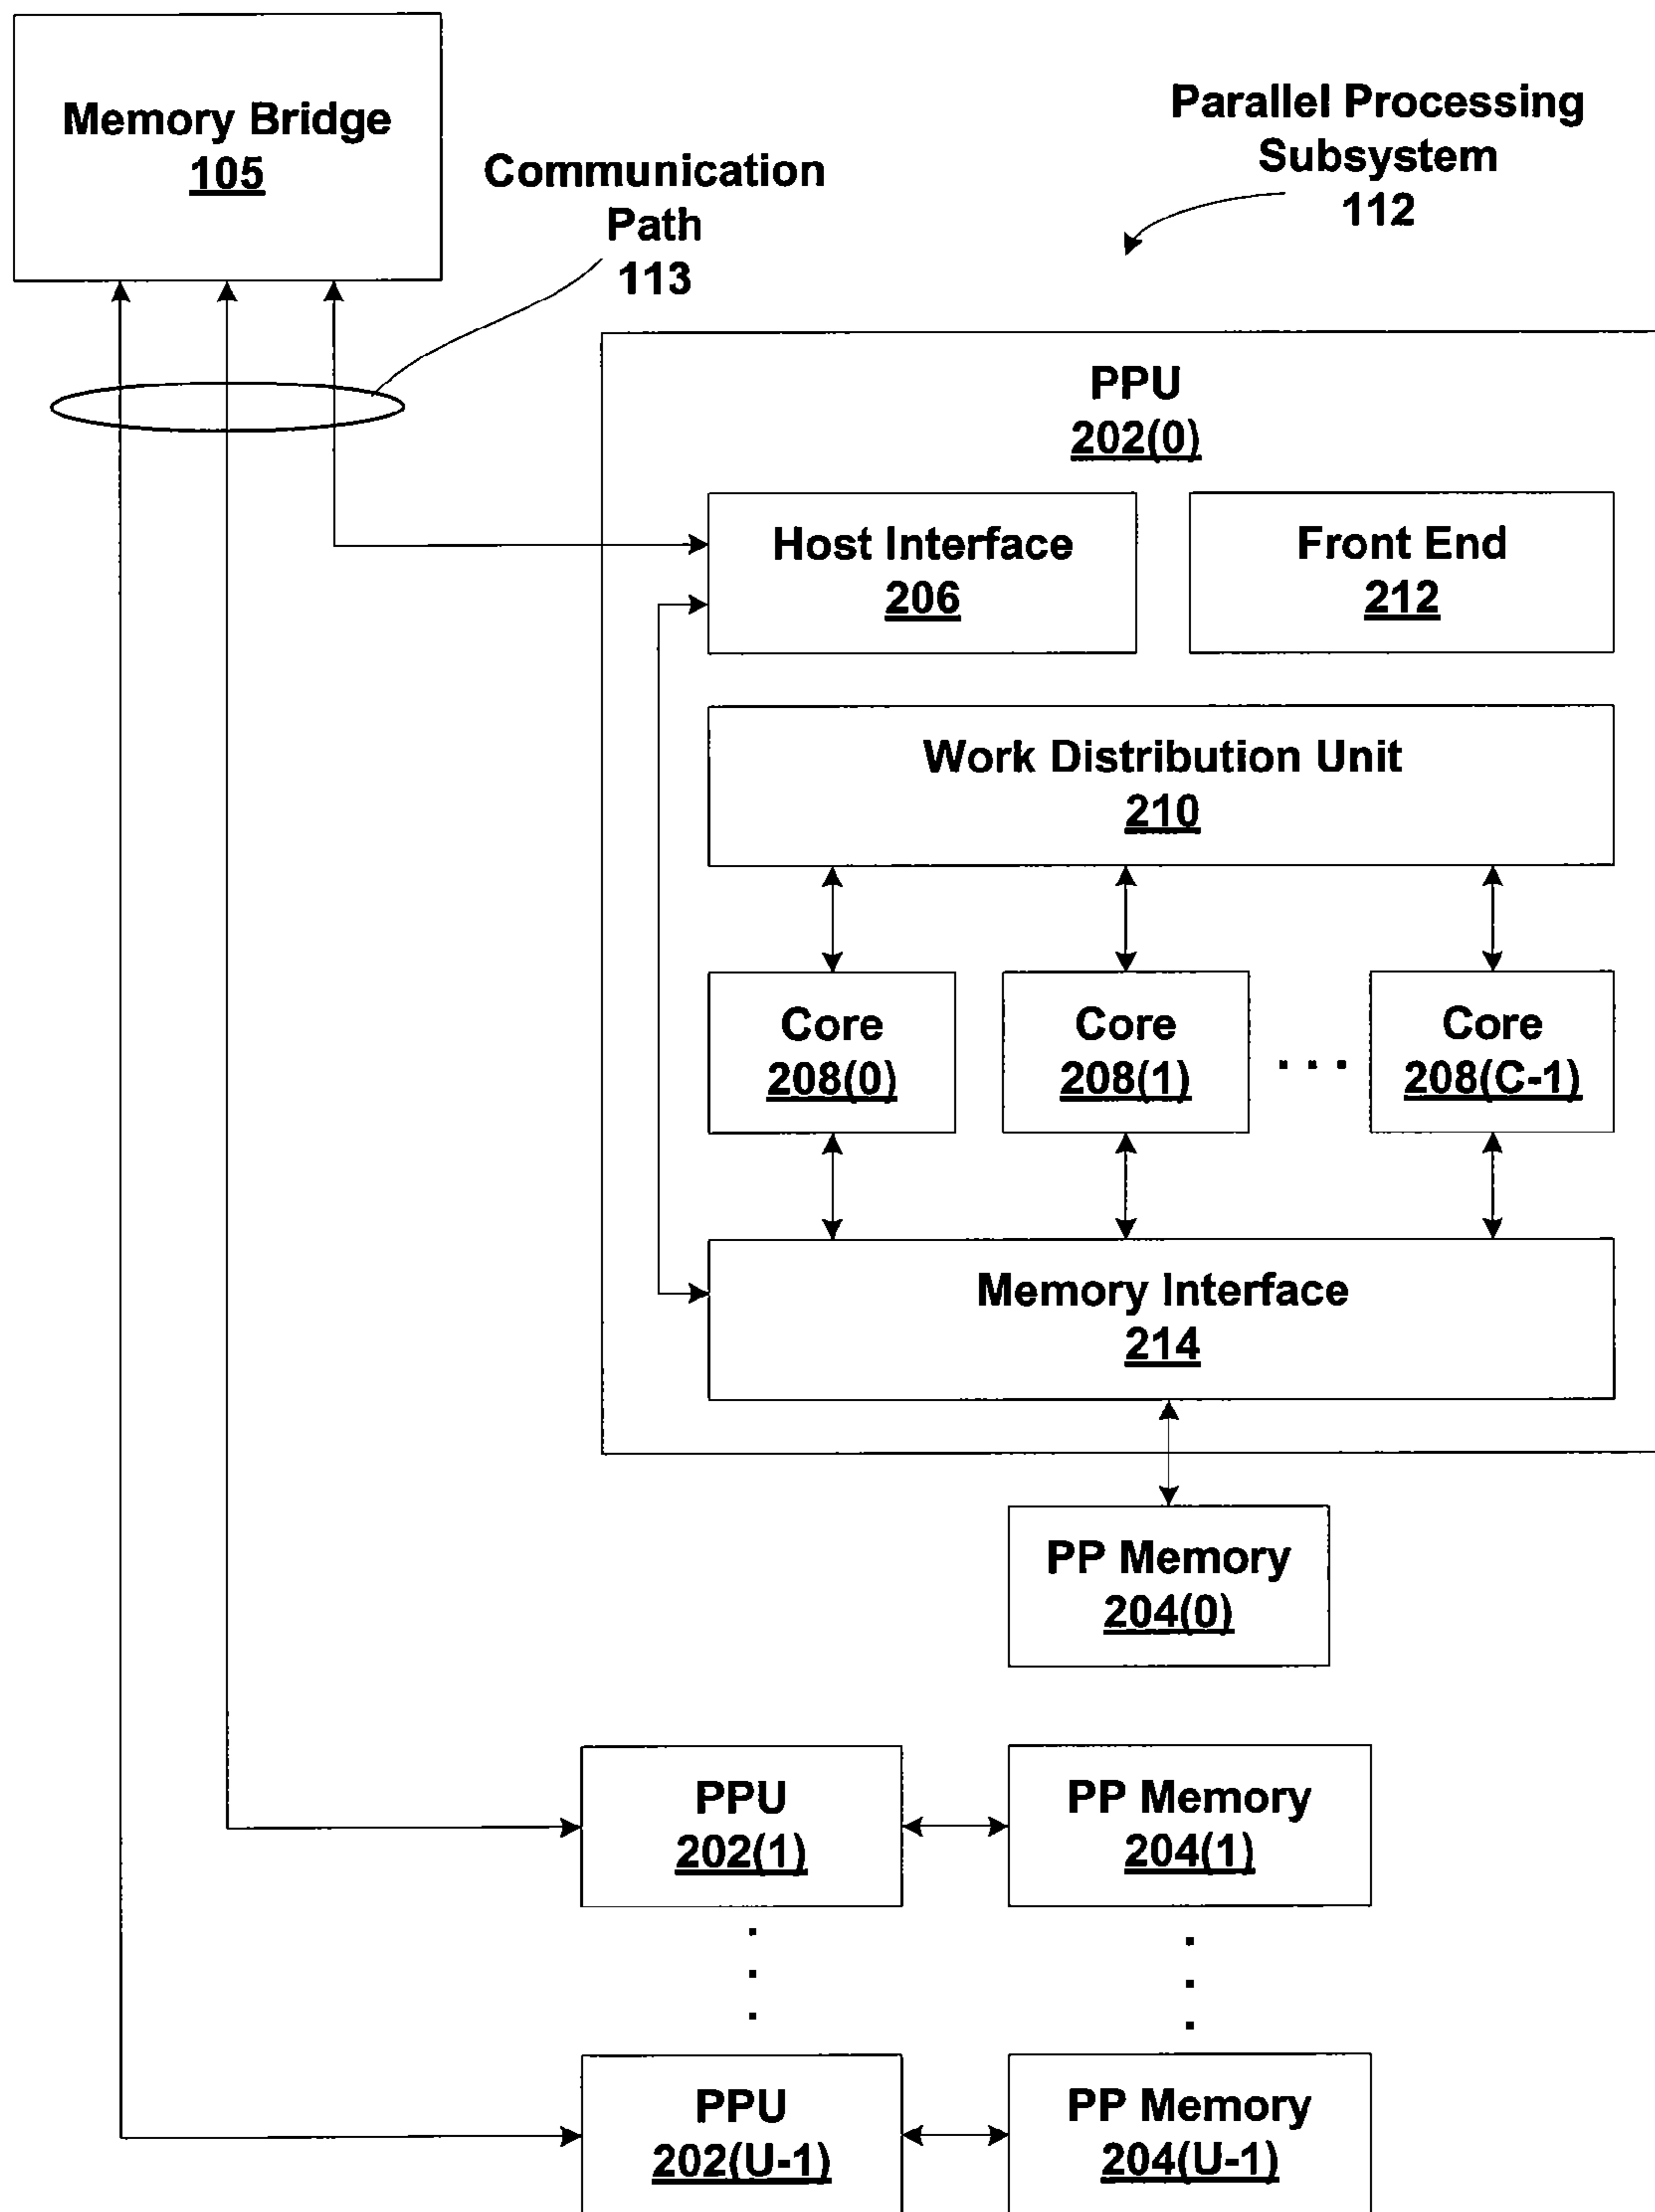 Memory Bridge
105
Communication
Path
113
Parallel Processing
Subsystem
112
PPU
202(0)
Host Interface
206
Front End
212
Work Distribution Unit
210
Core
208(0)
Core
208(1)
. . .
Core
208(C-1)
Memory Interface
214
PP Memory
204(0)
PPU
202(1)
PP Memory
204(1)
PPU
202(U-1)
PP Memory
204(U-1)